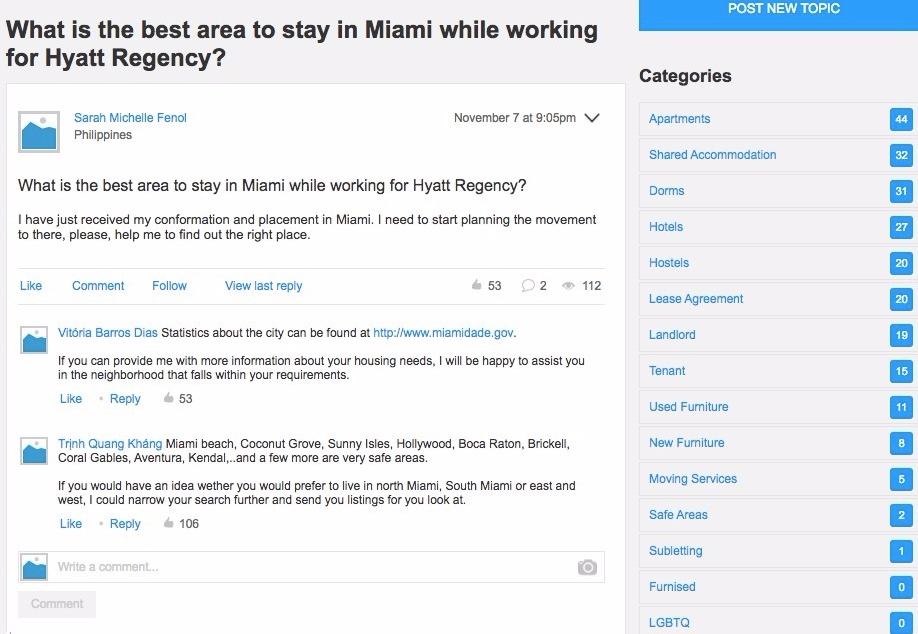 What is the best area to stay in Miami while working
for Hyatt Regency?
Sarah Michelle Fenol
Philippines
November 7 at 9:05pm
What is the best area to stay in Miami while working for Hyatt Regency?
I have just received my conformation and placement in Miami. I need to start planning the movement
to there, please, help me to find out the right place.
Like Comment Follow View last reply 53 2 112
Vitória Barros Dias Statistics about the city can be found at http://www.miamidade.gov.
If you can provide me with more information about your housing needs, I will be happy to assist you
in the neighborhood that falls within your requirements.
Like • Reply 53
Trịnh Quang Kháng Miami beach, Coconut Grove, Sunny Isles, Hollywood, Boca Raton, Brickell,
Coral Gables, Aventura, Kendal,..and a few more are very safe areas.
If you would have an idea wether you would prefer to live in north Miami, South Miami or east and
west, I could narrow your search further and send you listings for you look at.
Like • Reply 106
Write a comment...
Comment
POST NEW TOPIC
Categories
Apartments 44
Shared Accommodation 32
Dorms 31
Hotels 27
Hostels 20
Lease Agreement 20
Landlord 19
Tenant 15
Used Furniture 11
New Furniture 8
Moving Services 5
Safe Areas 2
Subletting 1
Furnised 0
LGBTQ 0